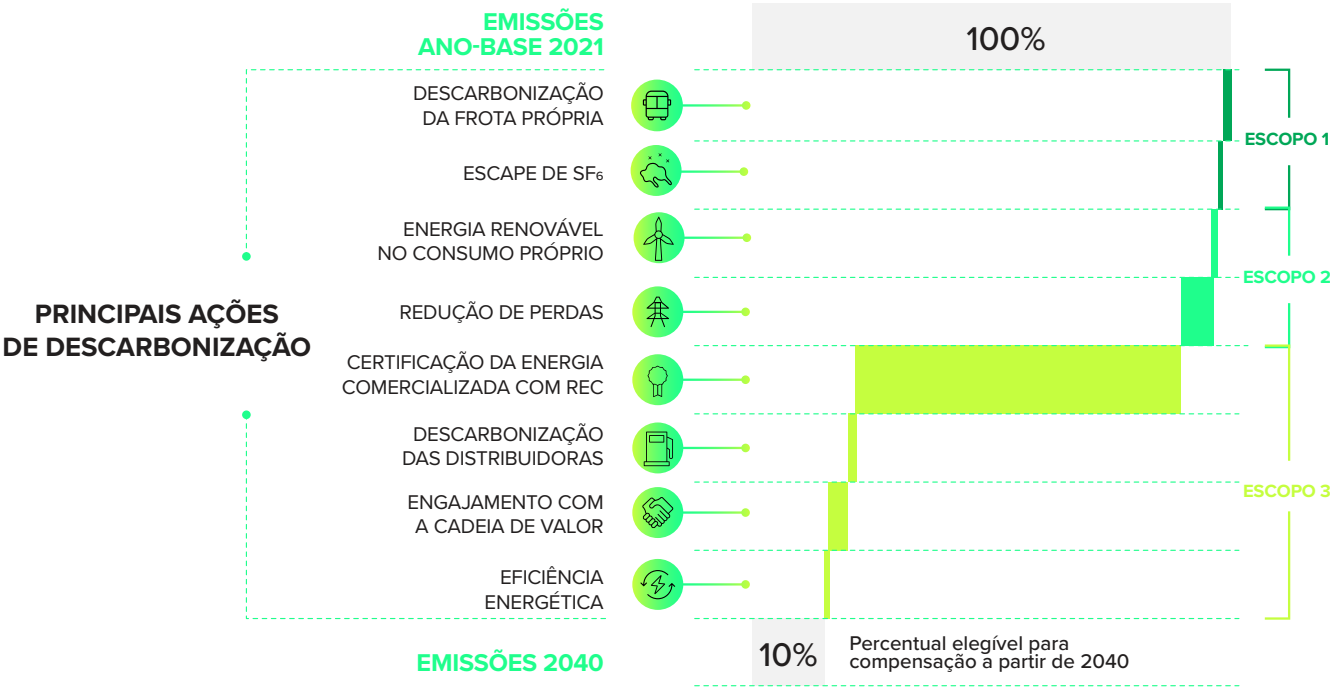 EMISSÕES
ANO-BASE 2021
100%
DESCARBONIZAÇÃO
DA FROTA PRÓPRIA
ESCOPO 1
ESCAPE DE SF₆
ENERGIA RENOVÁVEL
NO CONSUMO PRÓPRIO
ESCOPO 2
PRINCIPAIS AÇÕES
DE DESCARBONIZAÇÃO
REDUÇÃO DE PERDAS
CERTIFICAÇÃO DA ENERGIA
COMERCIALIZADA COM REC
DESCARBONIZAÇÃO
DAS DISTRIBUIDORAS
ESCOPO 3
ENGAJAMENTO COM
A CADEIA DE VALOR
EFICIÊNCIA
ENERGÉTICA
EMISSÕES 2040
10%
Percentual elegível para
compensação a partir de 2040